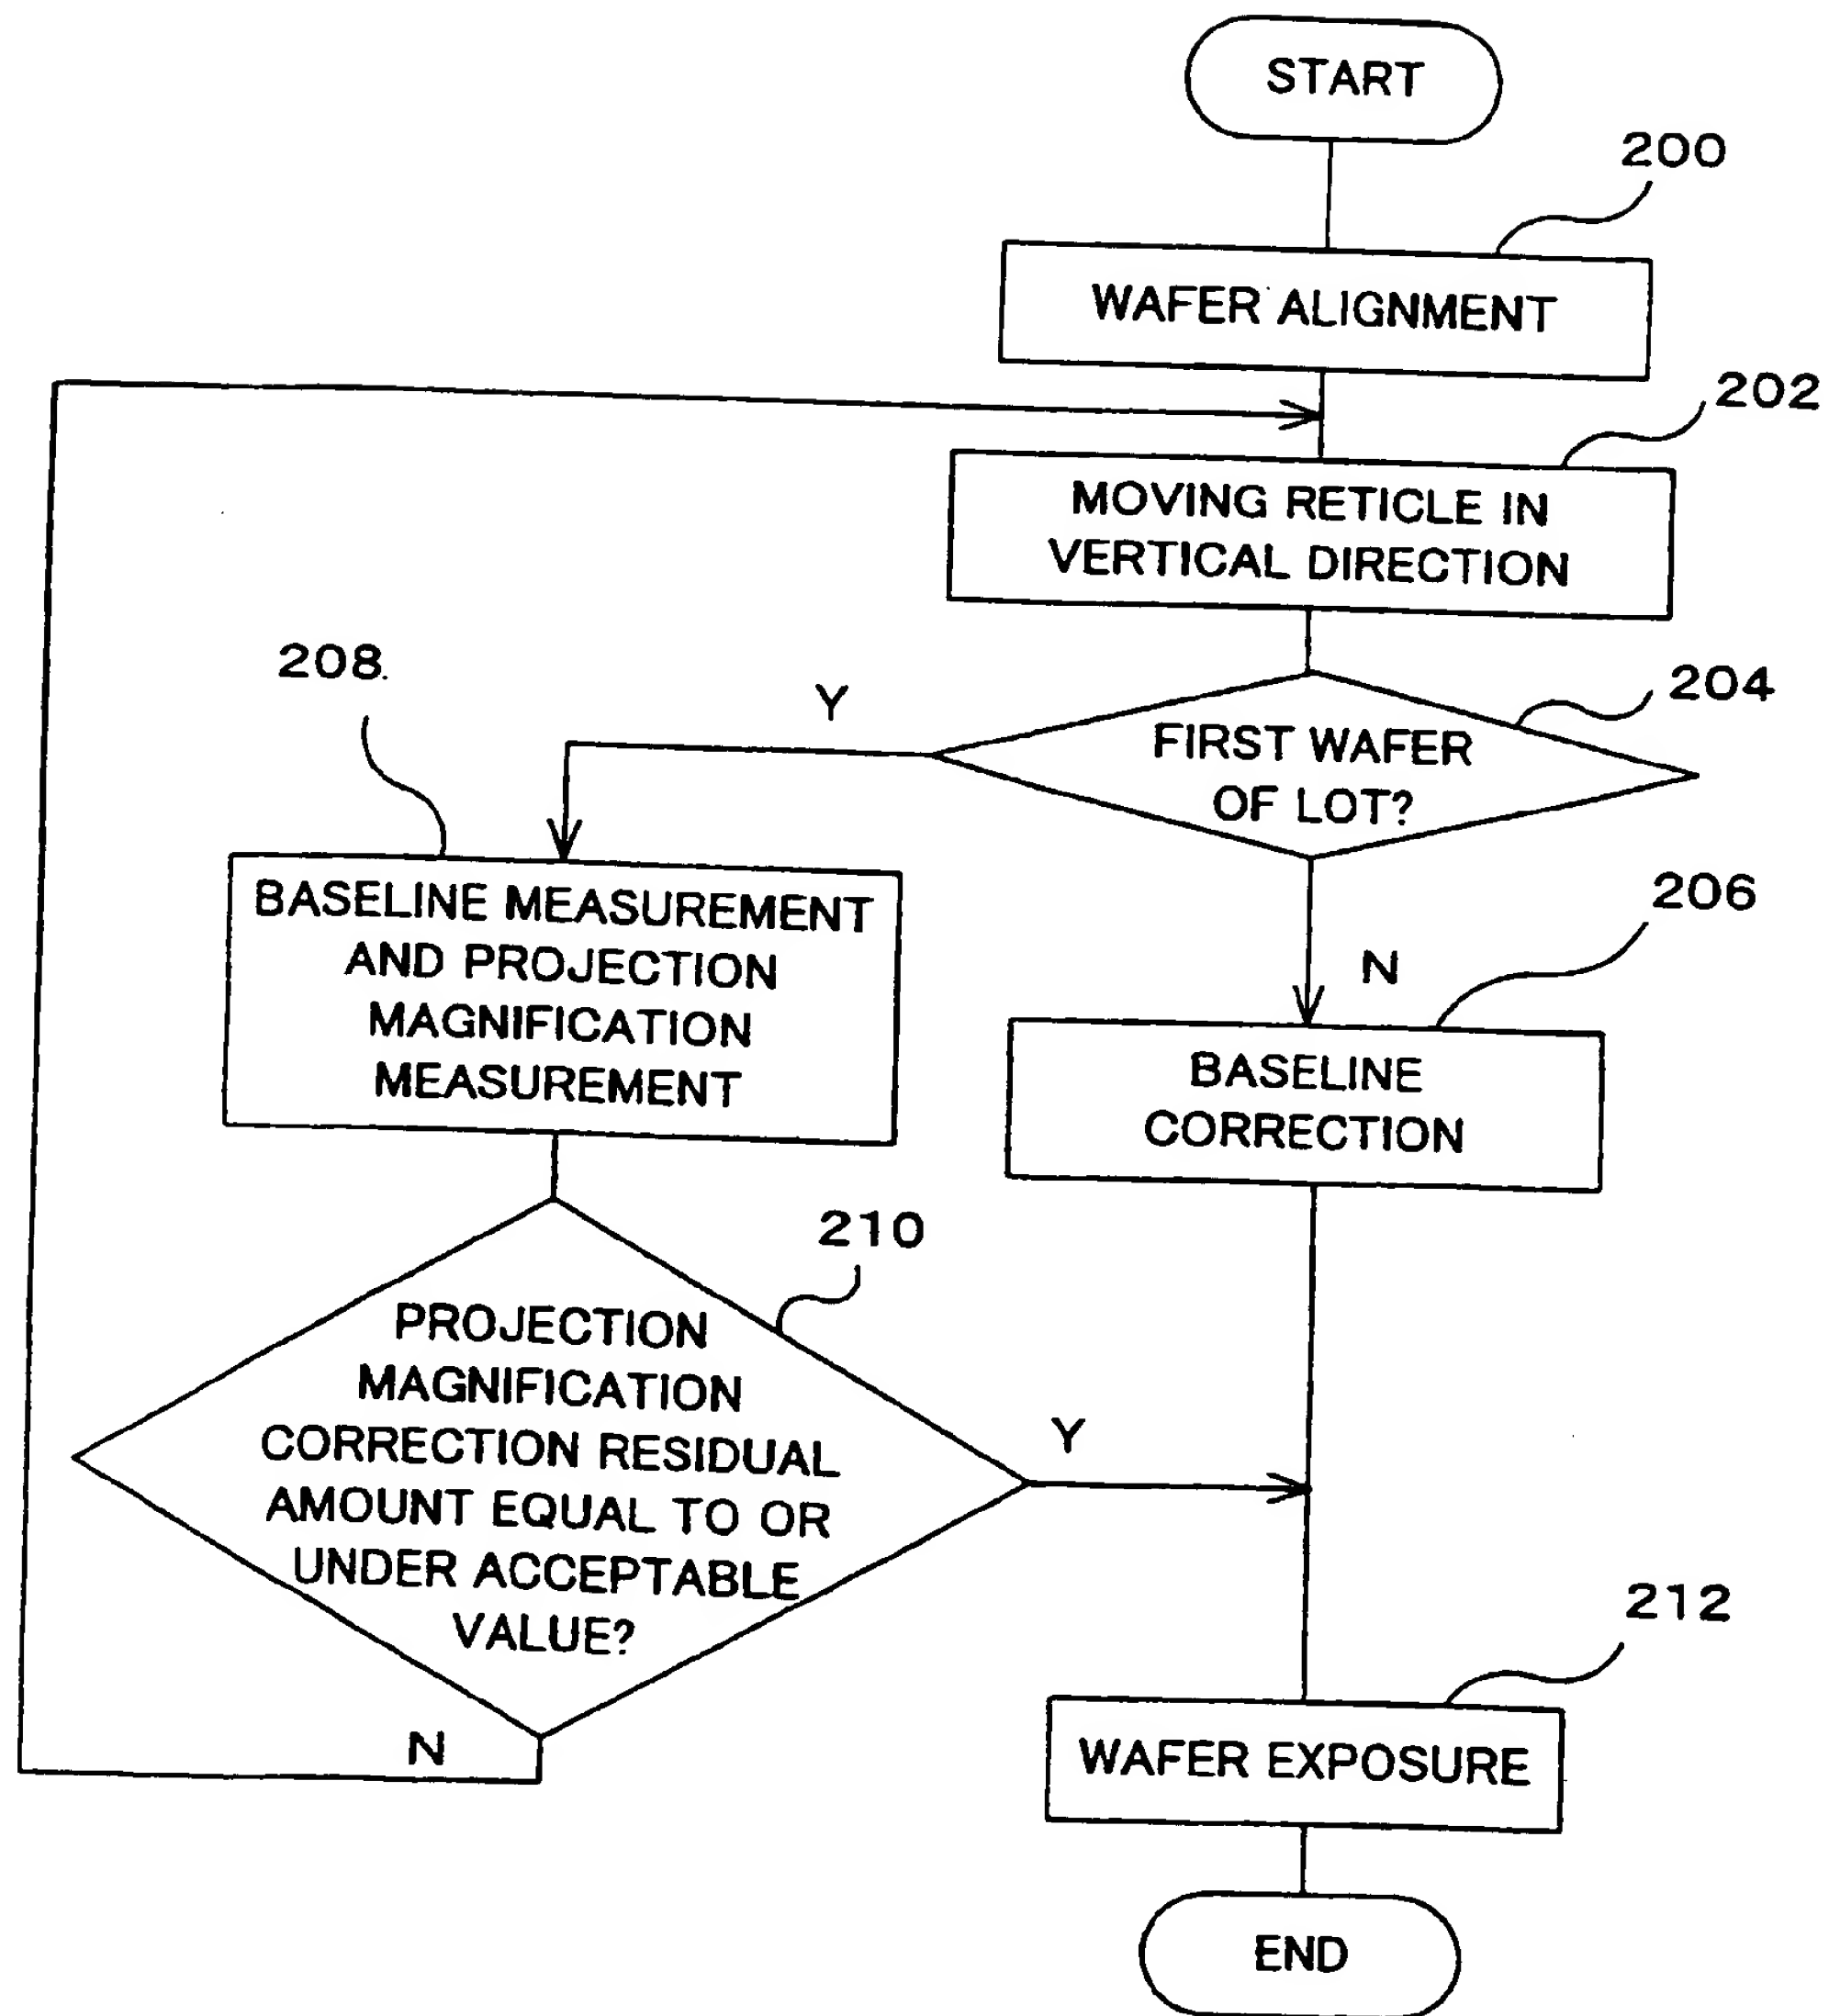 START
200
WAFER ALIGNMENT
202
MOVING RETICLE IN
VERTICAL DIRECTION
204
FIRST WAFER
OF LOT?
Y
N
208
BASELINE MEASUREMENT
AND PROJECTION
MAGNIFICATION
MEASUREMENT
206
BASELINE
CORRECTION
210
PROJECTION
MAGNIFICATION
CORRECTION RESIDUAL
AMOUNT EQUAL TO OR
UNDER ACCEPTABLE
VALUE?
Y
N
212
WAFER EXPOSURE
END